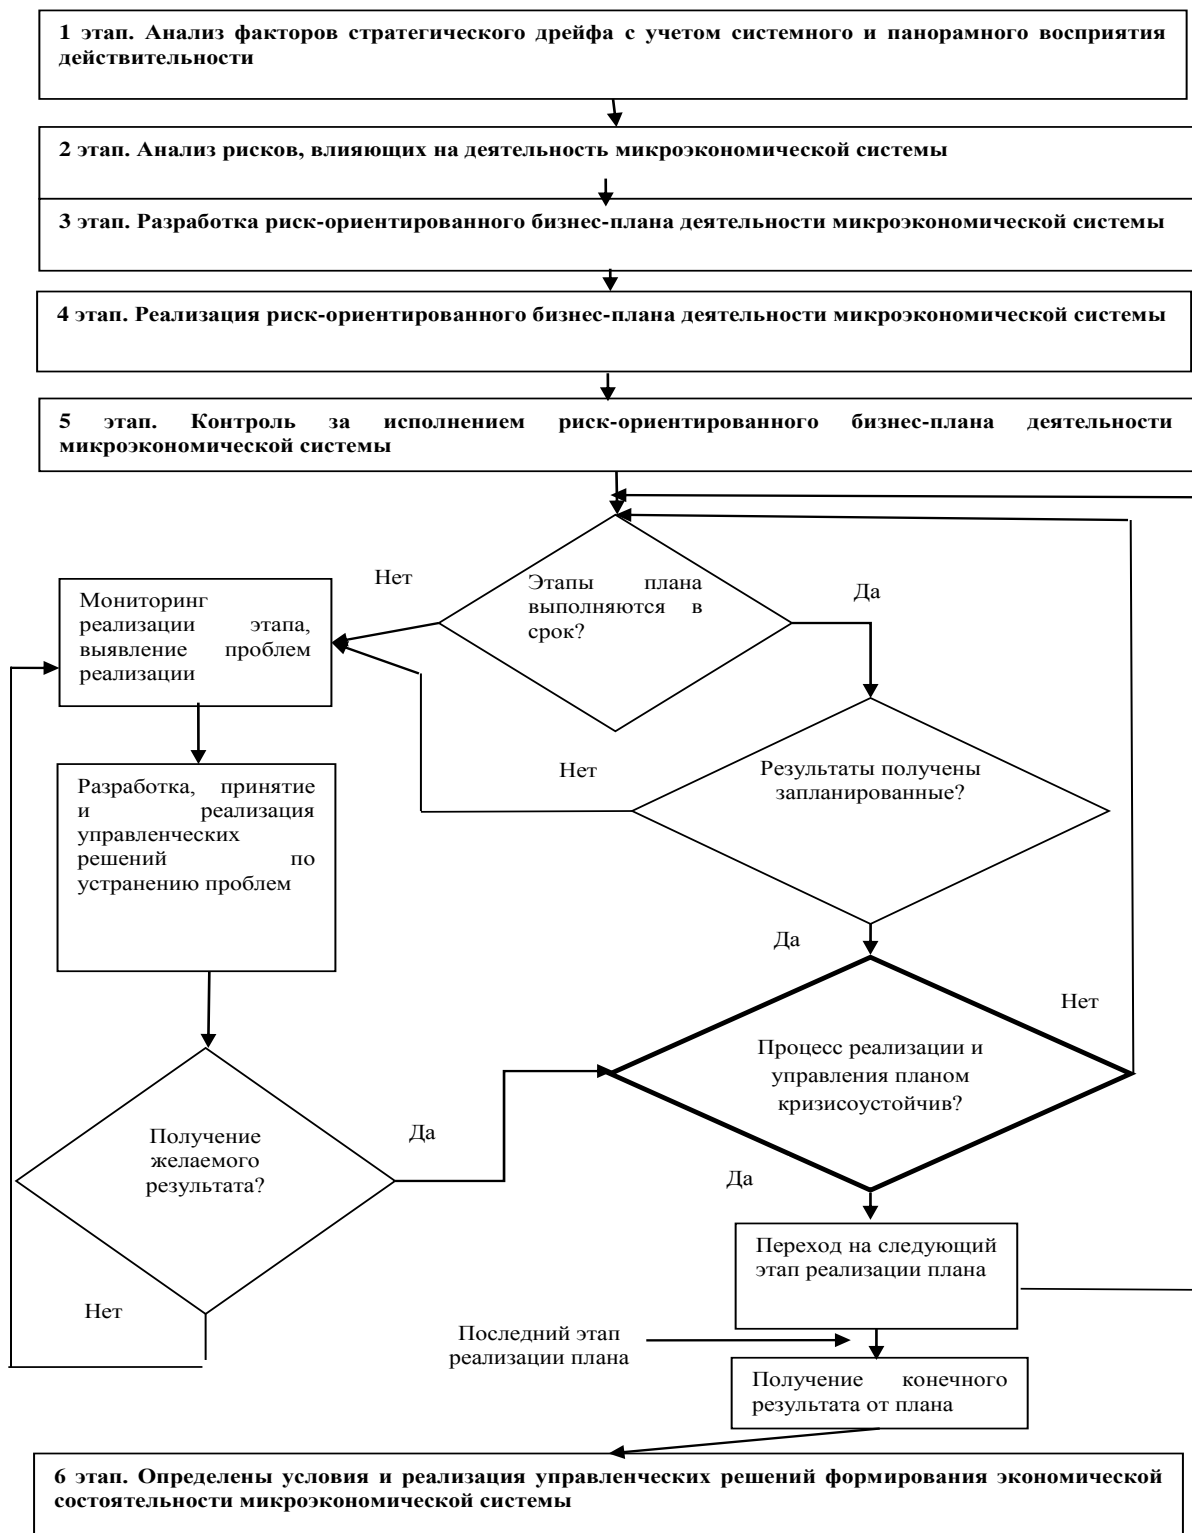 1 этап. Анализ факторов стратегического дрейфа с учетом системного и панорамного восприятия
действительности
2 этап. Анализ рисков, влияющих на деятельность микроэкономической системы
3 этап. Разработка риск-ориентированного бизнес-плана деятельности микроэкономической системы
4 этап. Реализация риск-ориентированного бизнес-плана деятельности микроэкономической системы
5 этап. Контроль за исполнением риск-ориентированного бизнес-плана деятельности
микроэкономической системы
Нет
Этапы плана
выполняются в
срок?
Да
Мониторинг
реализации этапа,
выявление проблем
реализации
Нет
Результаты получены
запланированные?
Разработка, принятие
и реализация
управленческих
решений по
устранению проблем
Да
Нет
Процесс реализации и
управления планом
кризисоустойчив?
Получение
желаемого
результата?
Да
Да
Переход на следующий
этап реализации плана
Нет
Последний этап
реализации плана
Получение конечного
результата от плана
6 этап. Определены условия и реализация управленческих решений формирования экономической
состоятельности микроэкономической системы